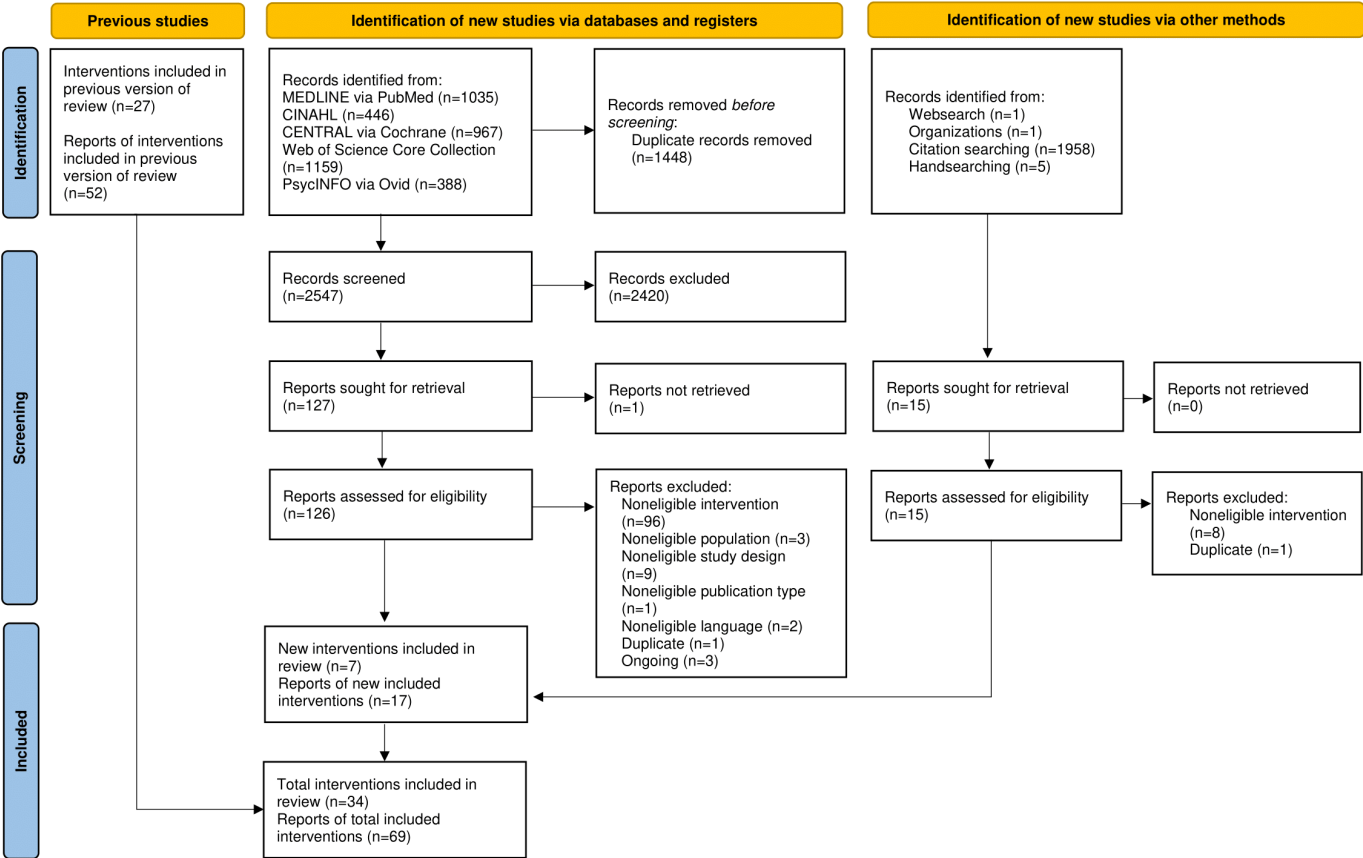 Previous studies
Identification of new studies via databases and registers
Identification of new studies via other methods
Identification
Interventions included in
previous version of
review (n=27)
Reports of interventions
included in previous
version of review
(n=52)
Records identified from:
MEDLINE via PubMed (n=1035)
CINAHL (n=446)
CENTRAL via Cochrane (n=967)
Web of Science Core Collection
(n=1159)
PsycINFO via Ovid (n=388)
Records removed before
screening:
Duplicate records removed
(n=1448)
Records identified from:
Websearch (n=1)
Organizations (n=1)
Citation searching (n=1958)
Handsearching (n=5)
Screening
Records screened
(n=2547)
Records excluded
(n=2420)
Reports sought for retrieval
(n=127)
Reports not retrieved
(n=1)
Reports sought for retrieval
(n=15)
Reports not retrieved
(n=0)
Reports assessed for eligibility
(n=126)
Reports excluded:
Noneligible intervention
(n=96)
Noneligible population (n=3)
Noneligible study design
(n=9)
Noneligible publication type
(n=1)
Noneligible language (n=2)
Duplicate (n=1)
Ongoing (n=3)
Reports assessed for eligibility
(n=15)
Reports excluded:
Noneligible intervention
(n=8)
Duplicate (n=1)
Included
New interventions included in
review (n=7)
Reports of new included
interventions (n=17)
Total interventions included in
review (n=34)
Reports of total included
interventions (n=69)